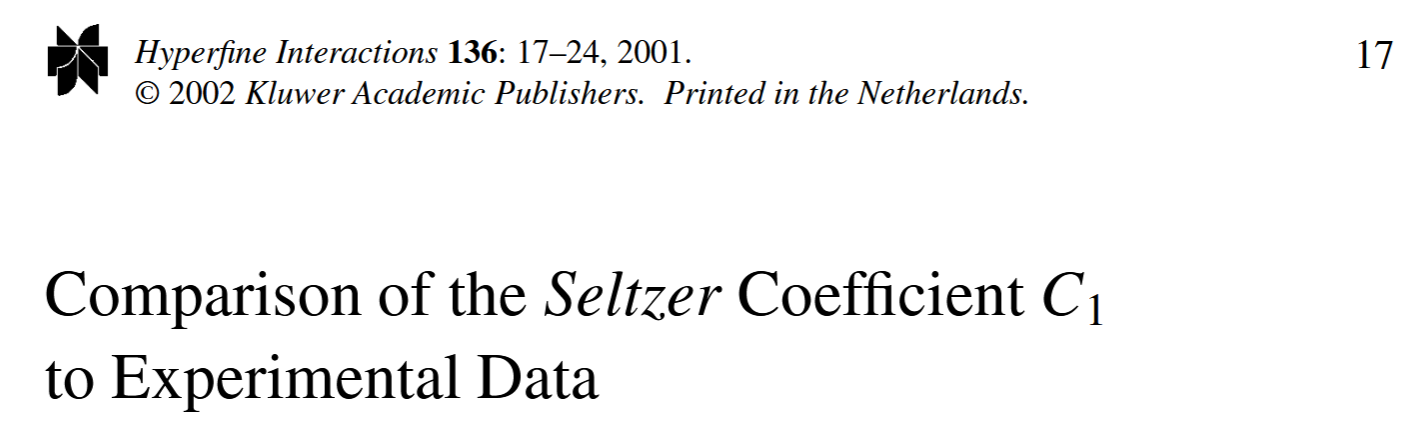 Hyperfine Interactions 136: 17–24, 2001.
17
© 2002 Kluwer Academic Publishers. Printed in the Netherlands.
Comparison of the Seltzer Coefficient C1
to Experimental Data